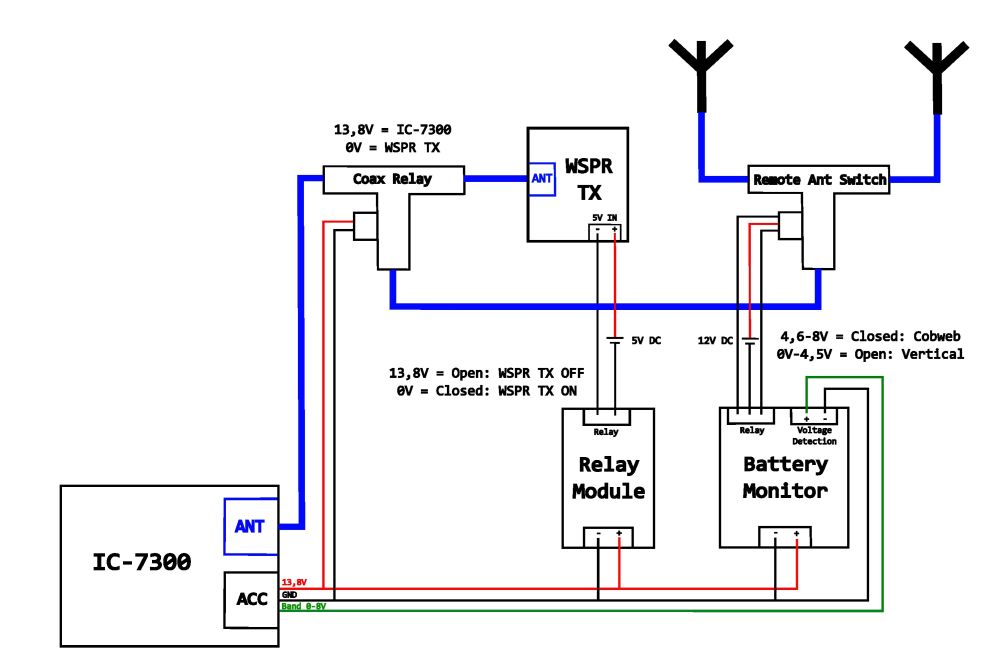 13,8V = IC-7300
0V = WSPR TX
Coax Relay
ANT
WSPR
TX
5V IN
- +
Remote Ant Switch
5V DC
12V DC
4,6-8V = Closed: Cobweb
0V-4,5V = Open: Vertical
13,8V = Open: WSPR TX OFF
0V = Closed: WSPR TX ON
Relay
Relay
Module
- +
Relay
+ -
Voltage
Detection
Battery
Monitor
- +
IC-7300
ANT
ACC
13,8V
GND
Band 0-8V